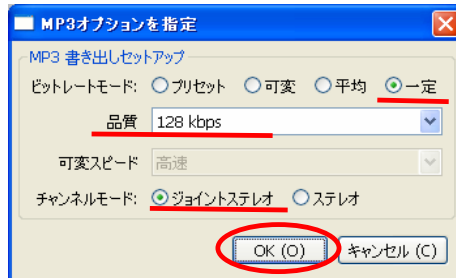 MP3オプションを指定
MP3 書き出しセットアップ
ビットレートモード: プリセット 可変 平均 一定
品質 128 kbps
可変スピード 高速
チャンネルモード: ジョイントステレオ ステレオ
OK (O) キャンセル (C)